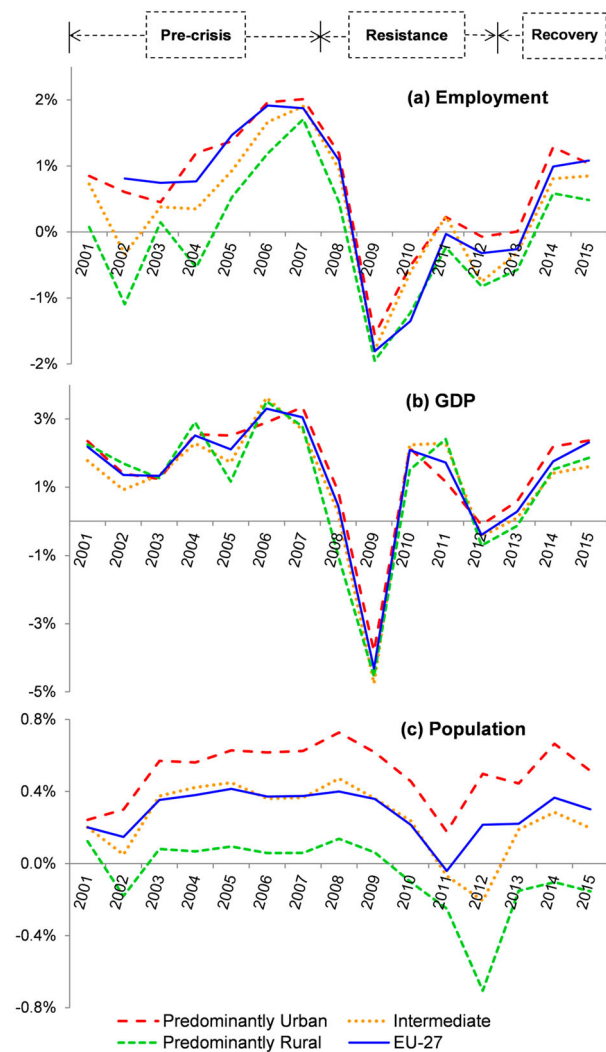 Pre-crisis Resistance Recovery
(a) Employment
2%
1%
0%
-1%
-2%
2001 2002 2003 2004 2005 2006 2007 2008 2009 2010 2011 2012 2013 2014 2015
(b) GDP
3%
1%
-1%
-3%
-5%
2001 2002 2003 2004 2005 2006 2007 2008 2009 2010 2011 2012 2013 2014 2015
(c) Population
0.8%
0.4%
0.0%
-0.4%
-0.8%
2001 2002 2003 2004 2005 2006 2007 2008 2009 2010 2011 2012 2013 2014 2015
Predominantly Urban Intermediate
Predominantly Rural EU-27